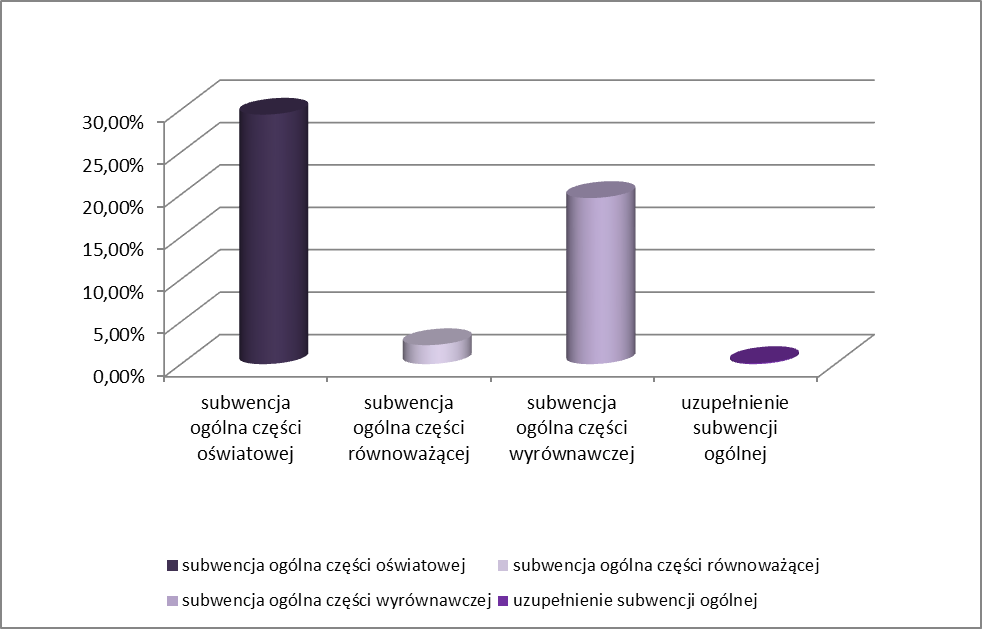 30,00%
25,00%
20,00%
15,00%
10,00%
5,00%
0,00%
subwencja
ogólna części
oświatowej
subwencja
ogólna części
równoważącej
subwencja
ogólna części
wyrównawczej
uzupełnienie
subwencji
ogólnej
subwencja ogólna części oświatowej
subwencja ogólna części równoważącej
subwencja ogólna części wyrównawczej
uzupełnienie subwencji ogólnej